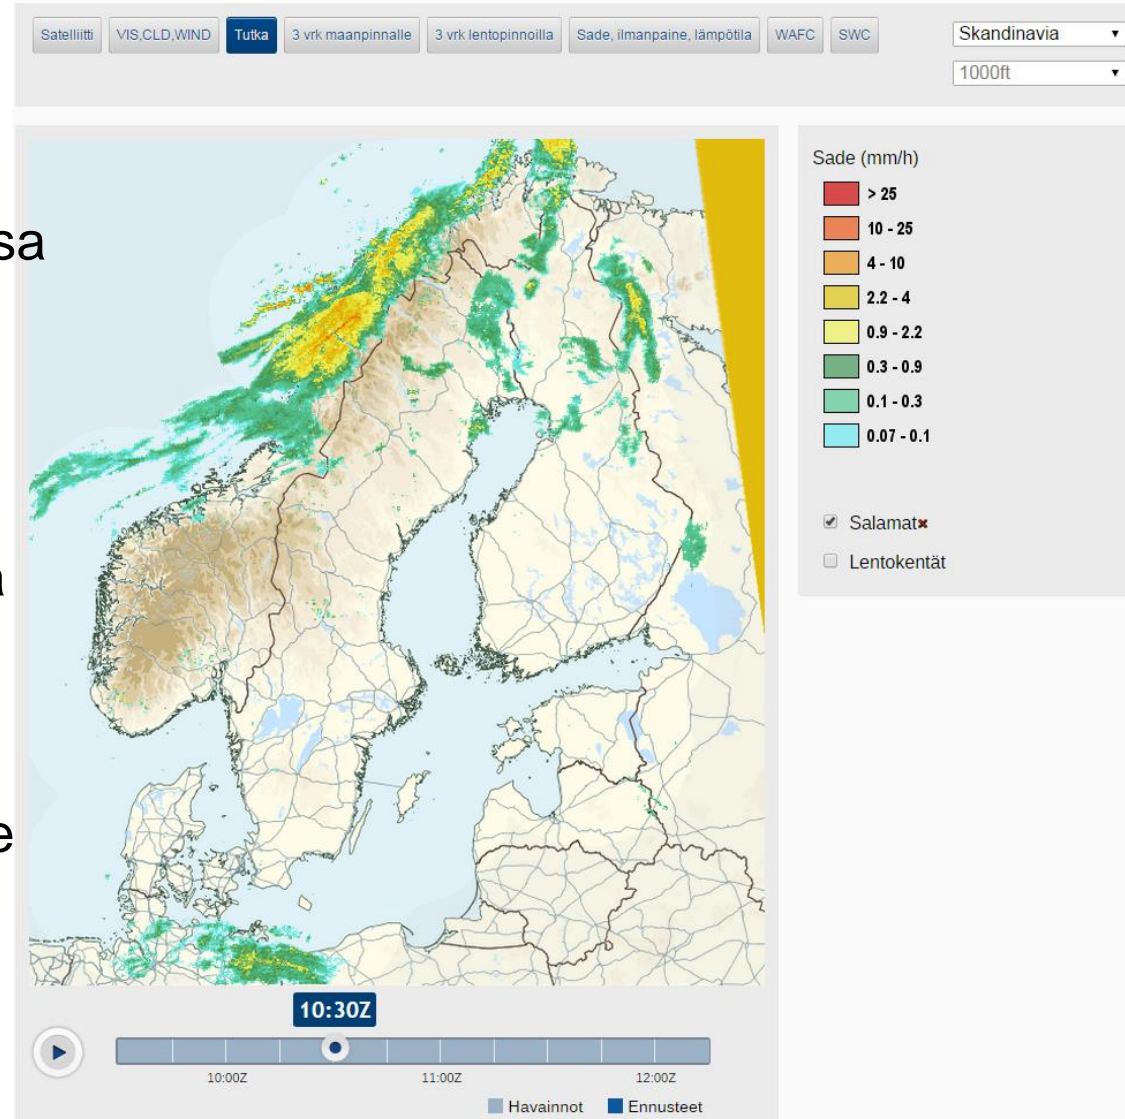 Satelliitti VIS,CLD,WIND Tutka 3 vrk maanpinnalle 3 vrk lentopinnoilla Sade, ilmanpaine, lämpötila WAFC SWC Skandinavia
1000ft
Sade (mm/h)
> 25
sa
10 - 25
4 - 10
2.2 - 4
0.9 - 2.2
0.3 - 0.9
0.1 - 0.3
0.07 - 0.1
Salamat
Lentokentät
a
e
10:30Z
10:00Z 11:00Z 12:00Z
Havainnot Ennusteet